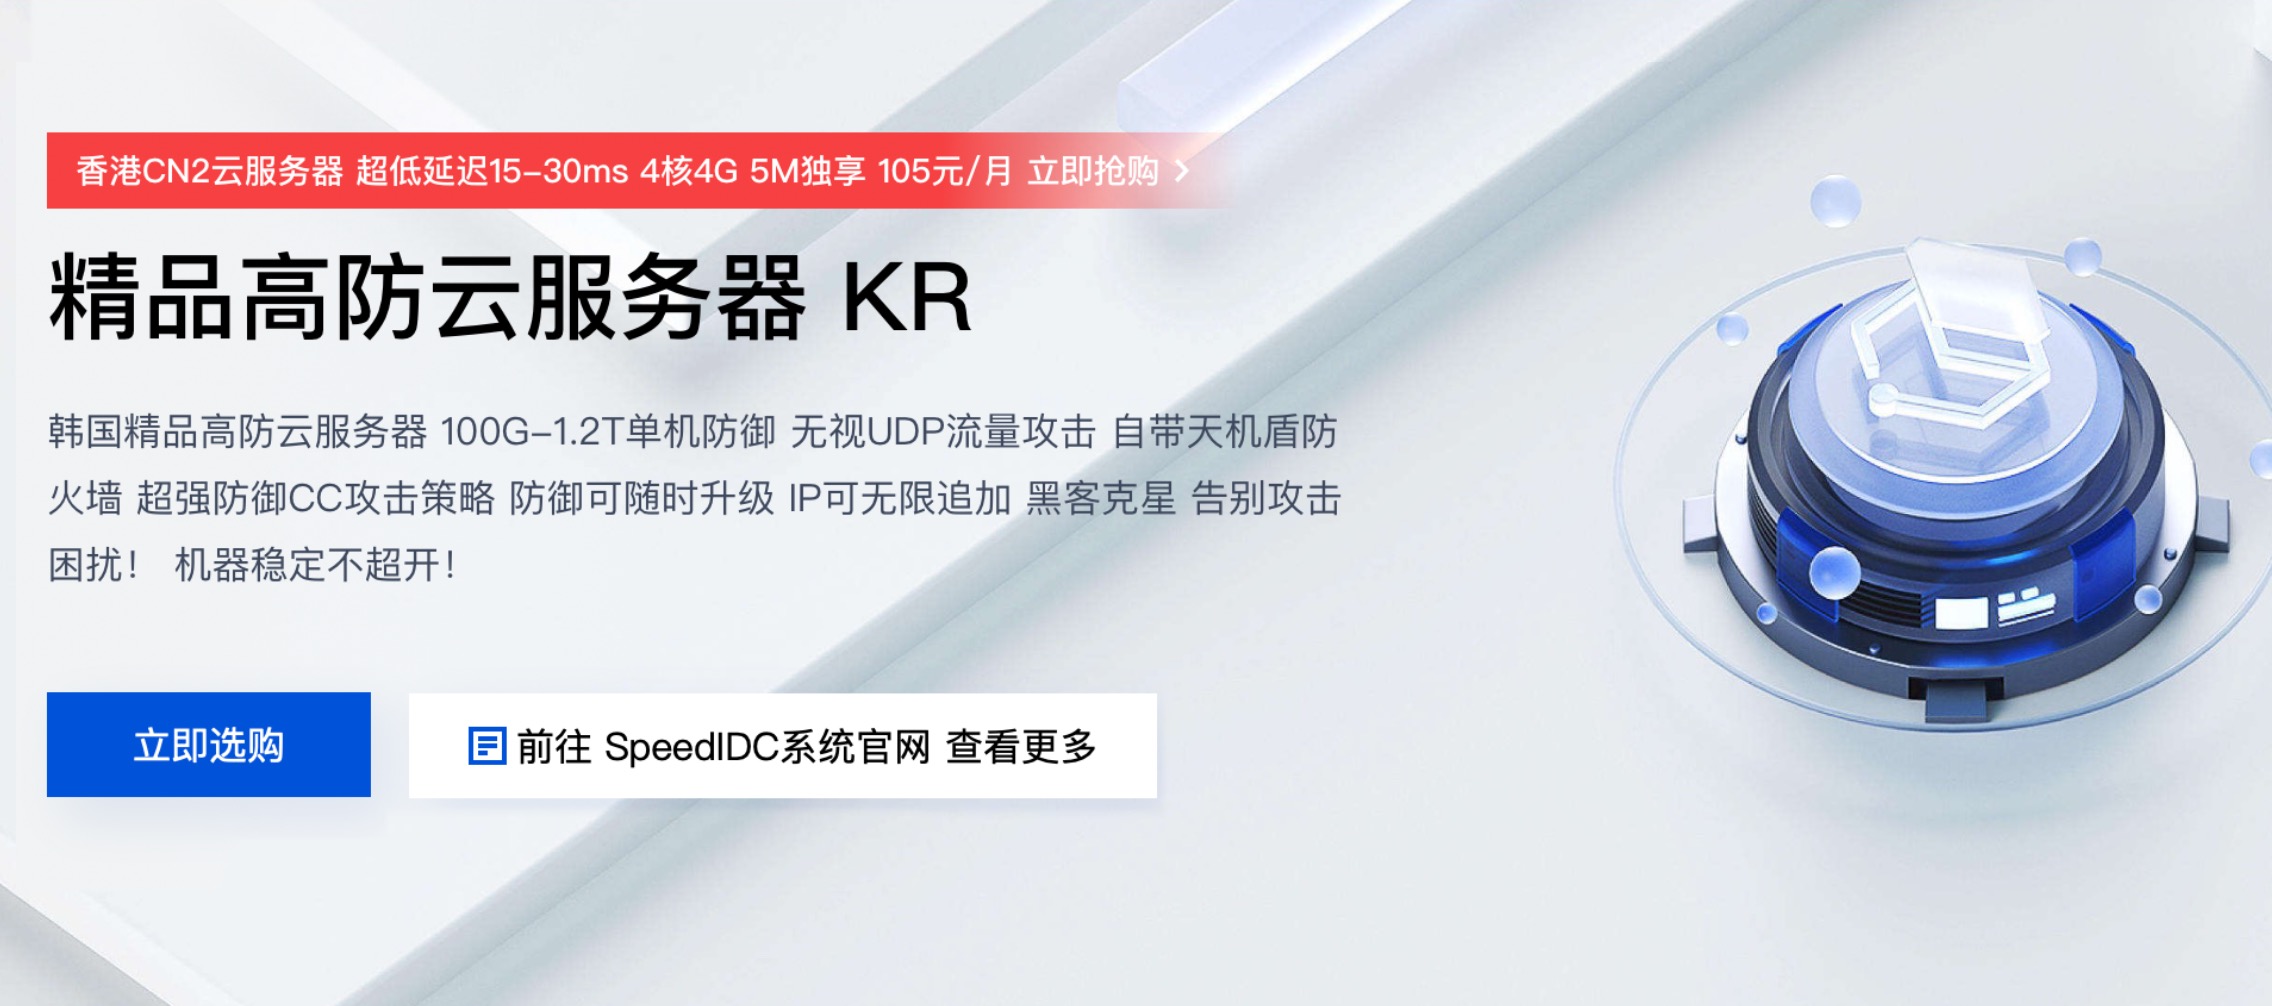 香港CN2云服务器 超低延迟15-30ms 4核4G 5M独享 105元/月 立即抢购 >
精品高防云服务器 KR
韩国精品高防云服务器 100G-1.2T单机防御 无视UDP流量攻击 自带天机盾防
火墙 超强防御CC攻击策略 防御可随时升级 IP可无限追加 黑客克星 告别攻击
困扰！ 机器稳定不超开！
立即选购
前往 SpeedIDC系统官网 查看更多